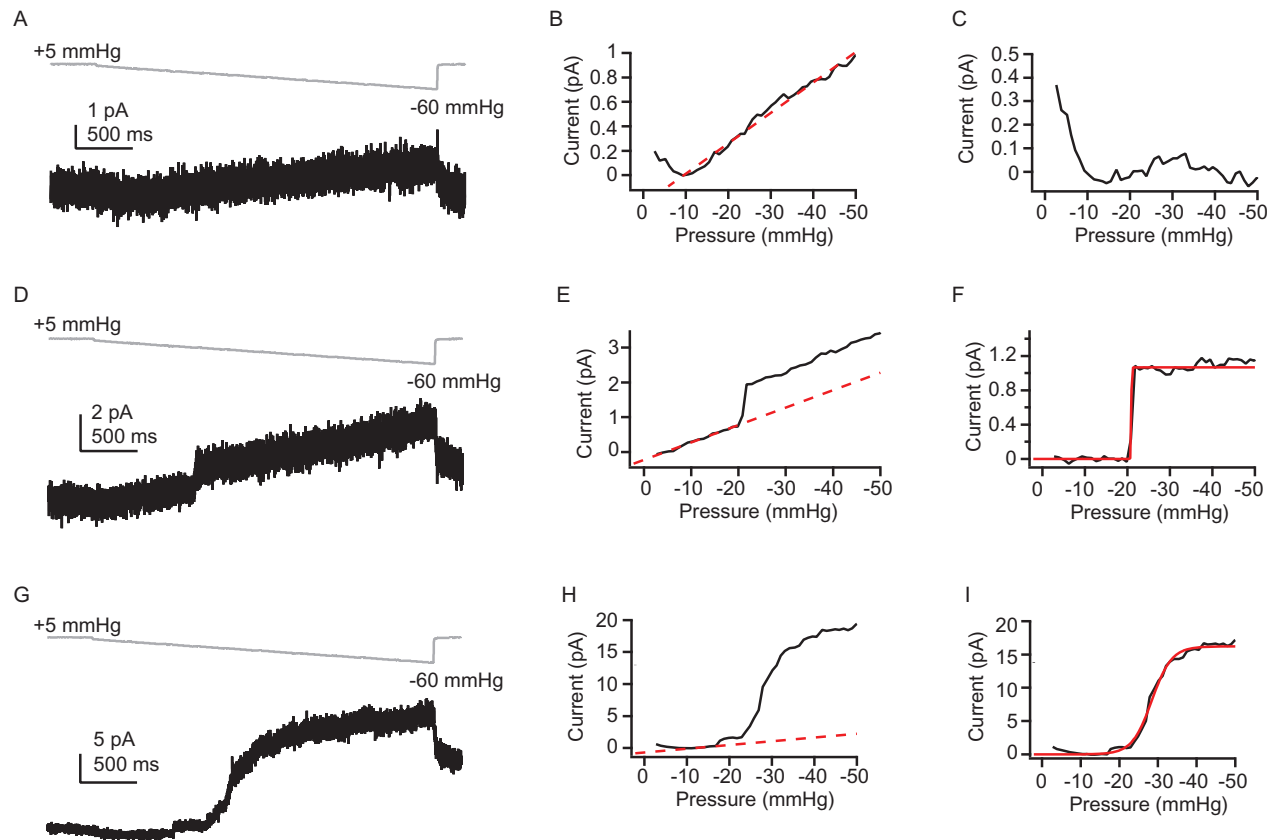 A
+5 mmHg
-60 mmHg
1 pA
500 ms
B
Current (pA)
1
0.8
0.6
0.4
0.2
0
0 -10 -20 -30 -40 -50
Pressure (mmHg)
C
Current (pA)
0.5
0.4
0.3
0.2
0.1
0
0 -10 -20 -30 -40 -50
Pressure (mmHg)
D
+5 mmHg
-60 mmHg
2 pA
500 ms
E
Current (pA)
3
2
1
0
0 -10 -20 -30 -40 -50
Pressure (mmHg)
F
Current (pA)
1.2
0.8
0.4
0
0 -10 -20 -30 -40 -50
Pressure (mmHg)
G
+5 mmHg
-60 mmHg
5 pA
500 ms
H
Current (pA)
20
15
10
5
0
0 -10 -20 -30 -40 -50
Pressure (mmHg)
I
Current (pA)
20
15
10
5
0
0 -10 -20 -30 -40 -50
Pressure (mmHg)